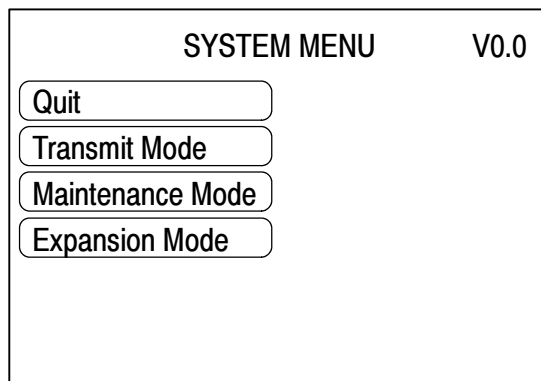 SYSTEM MENU V0.0
Quit
Transmit Mode
Maintenance Mode
Expansion Mode